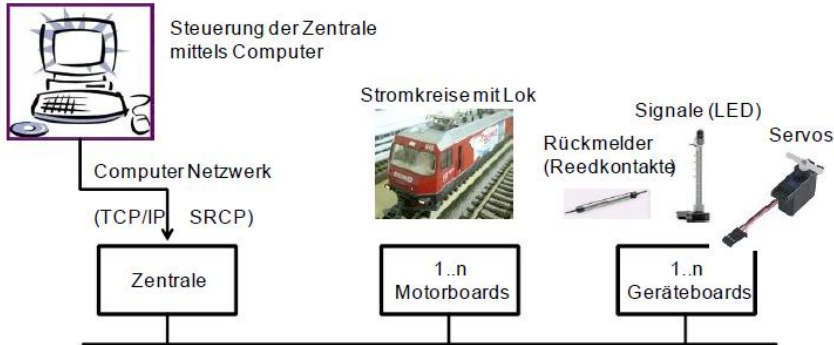 Steuerung der Zentrale
mittels Computer
Stromkreise mit Lok
Signale (LED)
Servos
Rückmelder
(Reedkontakte)
Computer Netzwerk
(TCP/IP SRCP)
Zentrale
1..n
Motorboards
1..n
Geräteboards